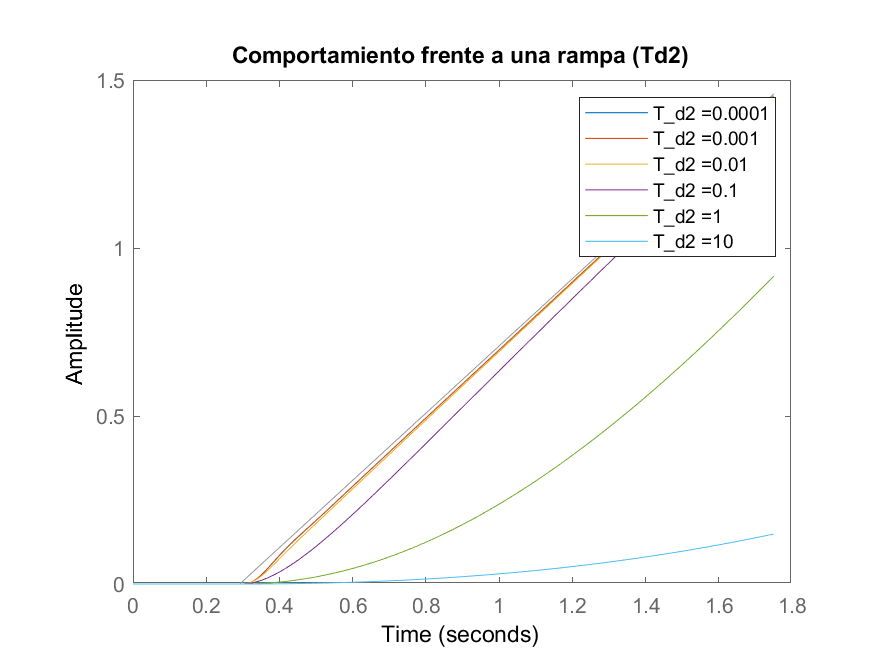 Comportamiento frente a una rampa (Td2)
1.5
1
0.5
0
Amplitude
T_d2 =0.0001
T_d2 =0.001
T_d2 =0.01
T_d2 =0.1
T_d2 =1
T_d2 =10
0 0.2 0.4 0.6 0.8 1 1.2 1.4 1.6 1.8
Time (seconds)